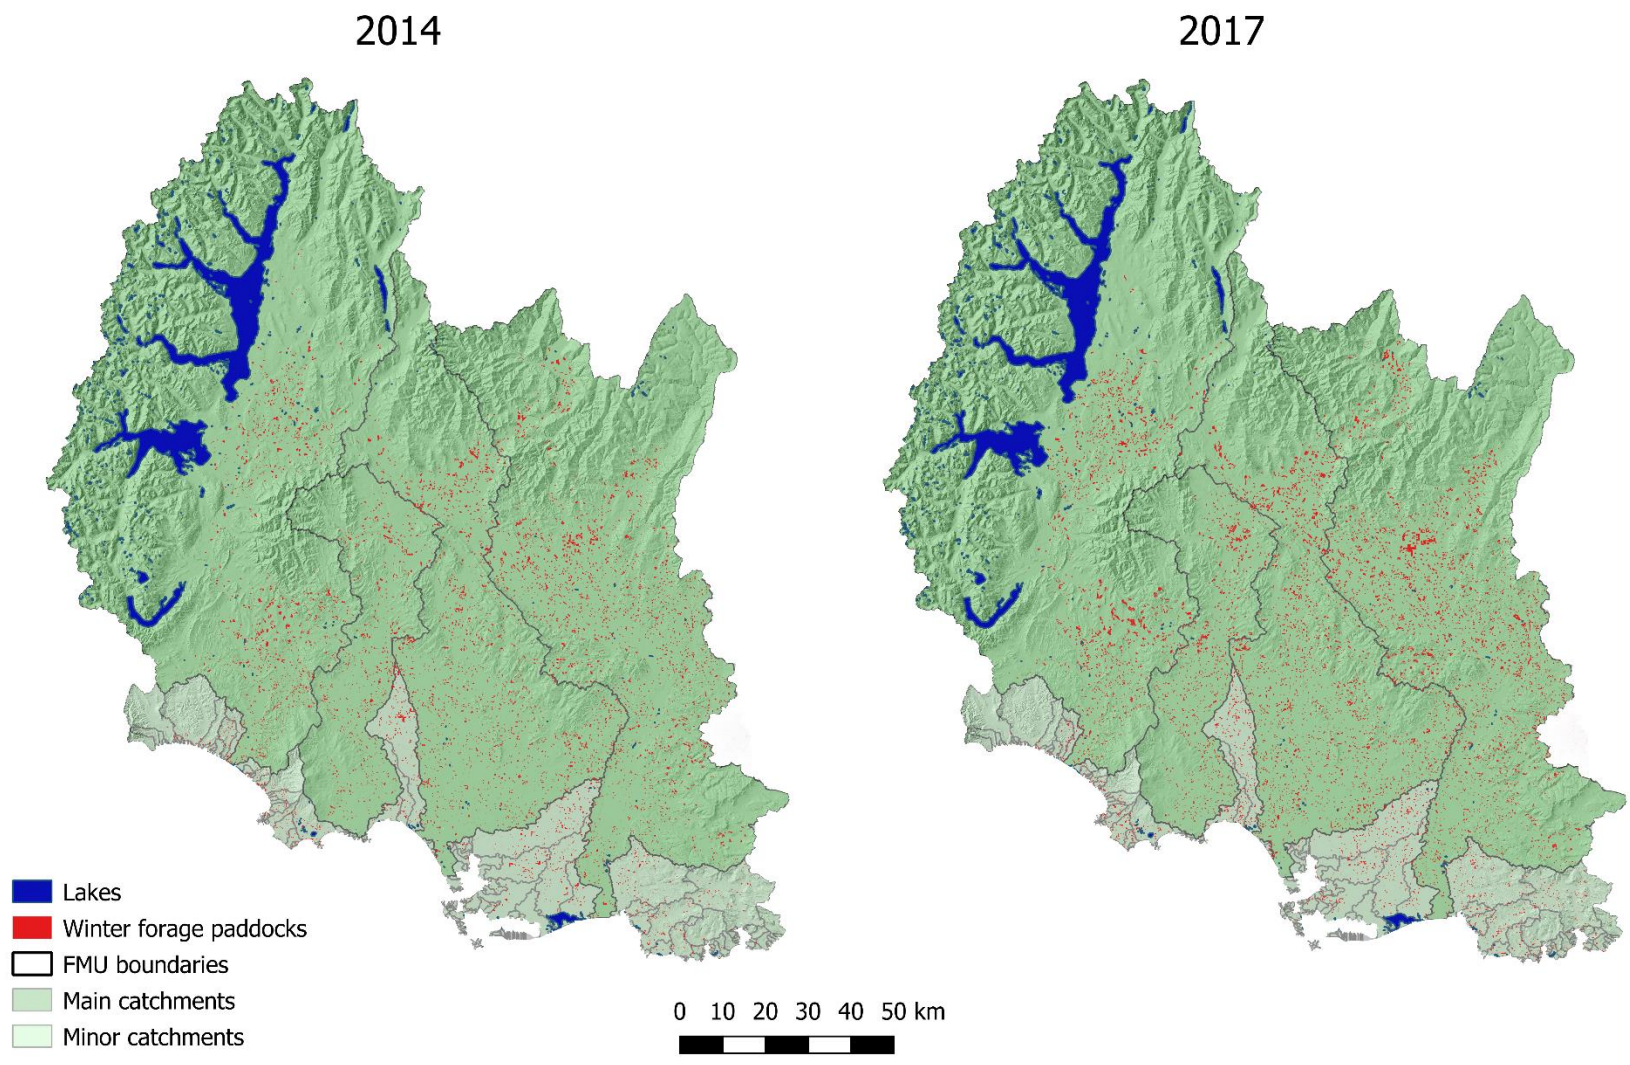 2014
2017
Lakes
Winter forage paddocks
FMU boundaries
Main catchments
Minor catchments
0 10 20 30 40 50 km